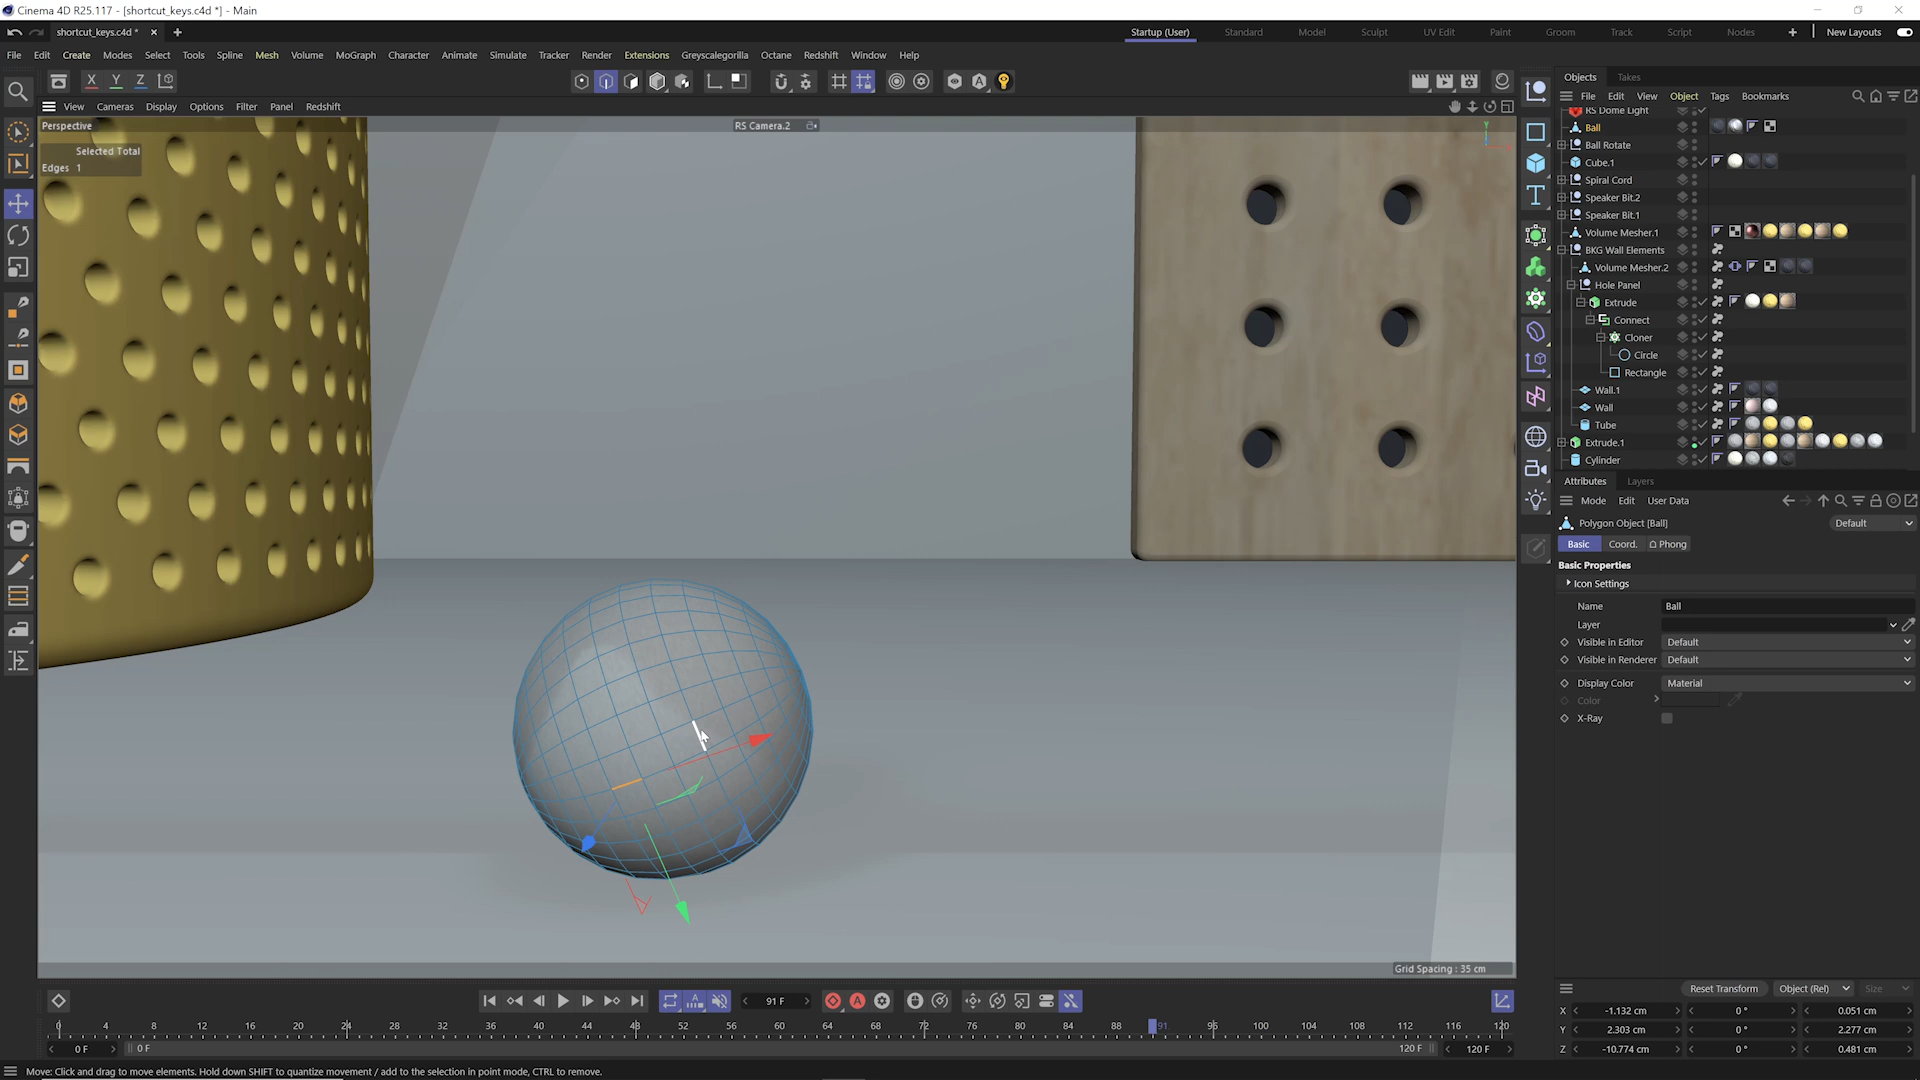 Cinema 4D R25.117 - [shortcut_keys.c4d *] - Main
shortcut_keys.c4d *
Startup (User) Standard Model Sculpt UV Edit Paint Groom Track Script Nodes New Layouts
File Edit Create Modes Select Tools Spline Mesh Volume MoGraph Character Animate Simulate Tracker Render Extensions Greyscalegorilla Octane Redshift Window Help
X Y Z
View Cameras Display Options Filter Panel Redshift
Perspective
RS Camera.2
Selected Total
Edges 1
Y
Grid Spacing : 35 cm
Objects Takes
File Edit View Object Tags Bookmarks
RS Dome Light
Ball
Ball Rotate
Cube.1
Spiral Cord
Speaker Bit.2
Speaker Bit.1
Volume Mesher.1
BKG Wall Elements
Volume Mesher.2
Hole Panel
Extrude
Connect
Cloner
Circle
Rectangle
Wall.1
Wall
Tube
Extrude.1
Cylinder
Attributes Layers
Mode Edit User Data
Polygon Object [Ball]
Default
Basic Coord. Phong
Basic Properties
Icon Settings
Name Ball
Layer
Visible in Editor Default
Visible in Renderer Default
Display Color Material
Color
X-Ray
91 F
0 4 8 12 16 20 24 28 32 36 40 44 48 52 56 60 64 68 72 76 80 84 88 91 96 100 104 108 112 116 120
0 F 0 F 120 F 120 F
Reset Transform Object (Rel) Size
X -1.132 cm 0° 0.051 cm
Y 2.303 cm 0° 2.277 cm
Z -10.774 cm 0° 0.481 cm
Move: Click and drag to move elements. Hold down SHIFT to quantize movement / add to the selection in point mode, CTRL to remove.